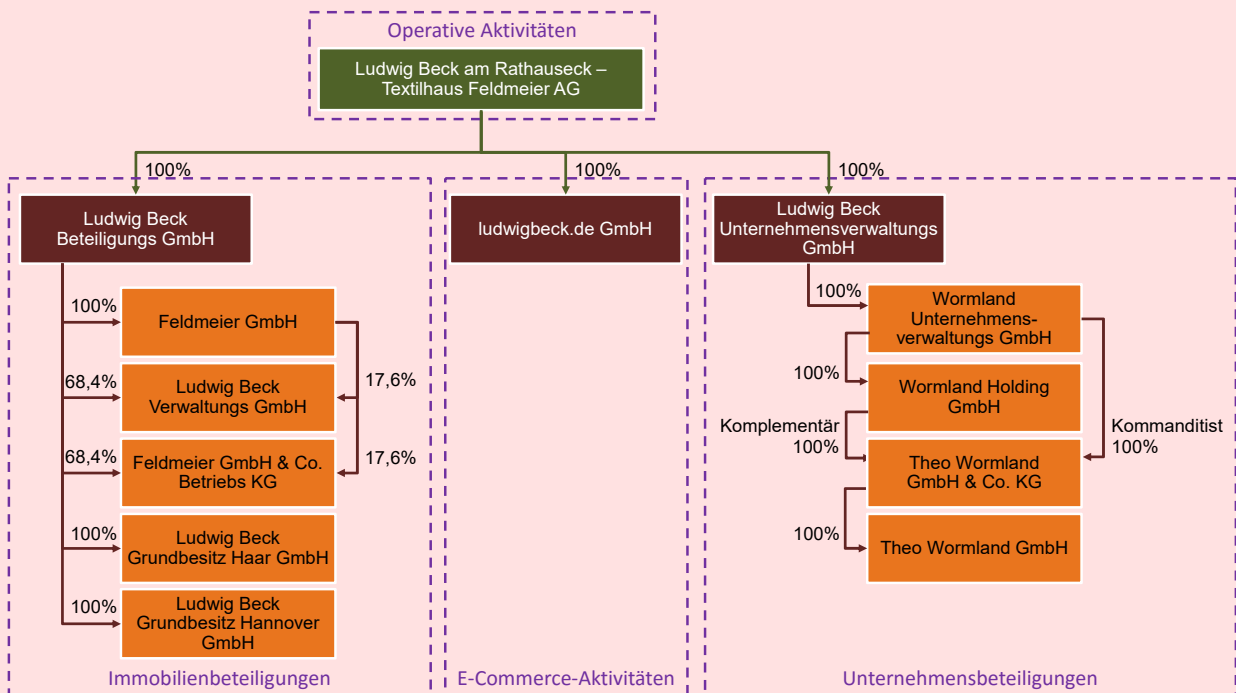 Operative Aktivitäten
Ludwig Beck am Rathauseck –
Textilhaus Feldmeier AG
100%
100%
100%
Ludwig Beck
Beteiligungs GmbH
100%
Feldmeier GmbH
68,4%
Ludwig Beck
Verwaltungs GmbH
17,6%
68,4%
Feldmeier GmbH & Co.
Betriebs KG
17,6%
100%
Ludwig Beck
Grundbesitz Haar GmbH
100%
Ludwig Beck
Grundbesitz Hannover
GmbH
Immobilienbeteiligungen
ludwigbeck.de GmbH
E-Commerce-Aktivitäten
Ludwig Beck
Unternehmensverwaltungs
GmbH
100%
Wormland
Unternehmens-
verwaltungs GmbH
100%
Wormland Holding
GmbH
Komplementär
100%
Kommanditist
100%
Theo Wormland
GmbH & Co. KG
100%
Theo Wormland GmbH
Unternehmensbeteiligungen